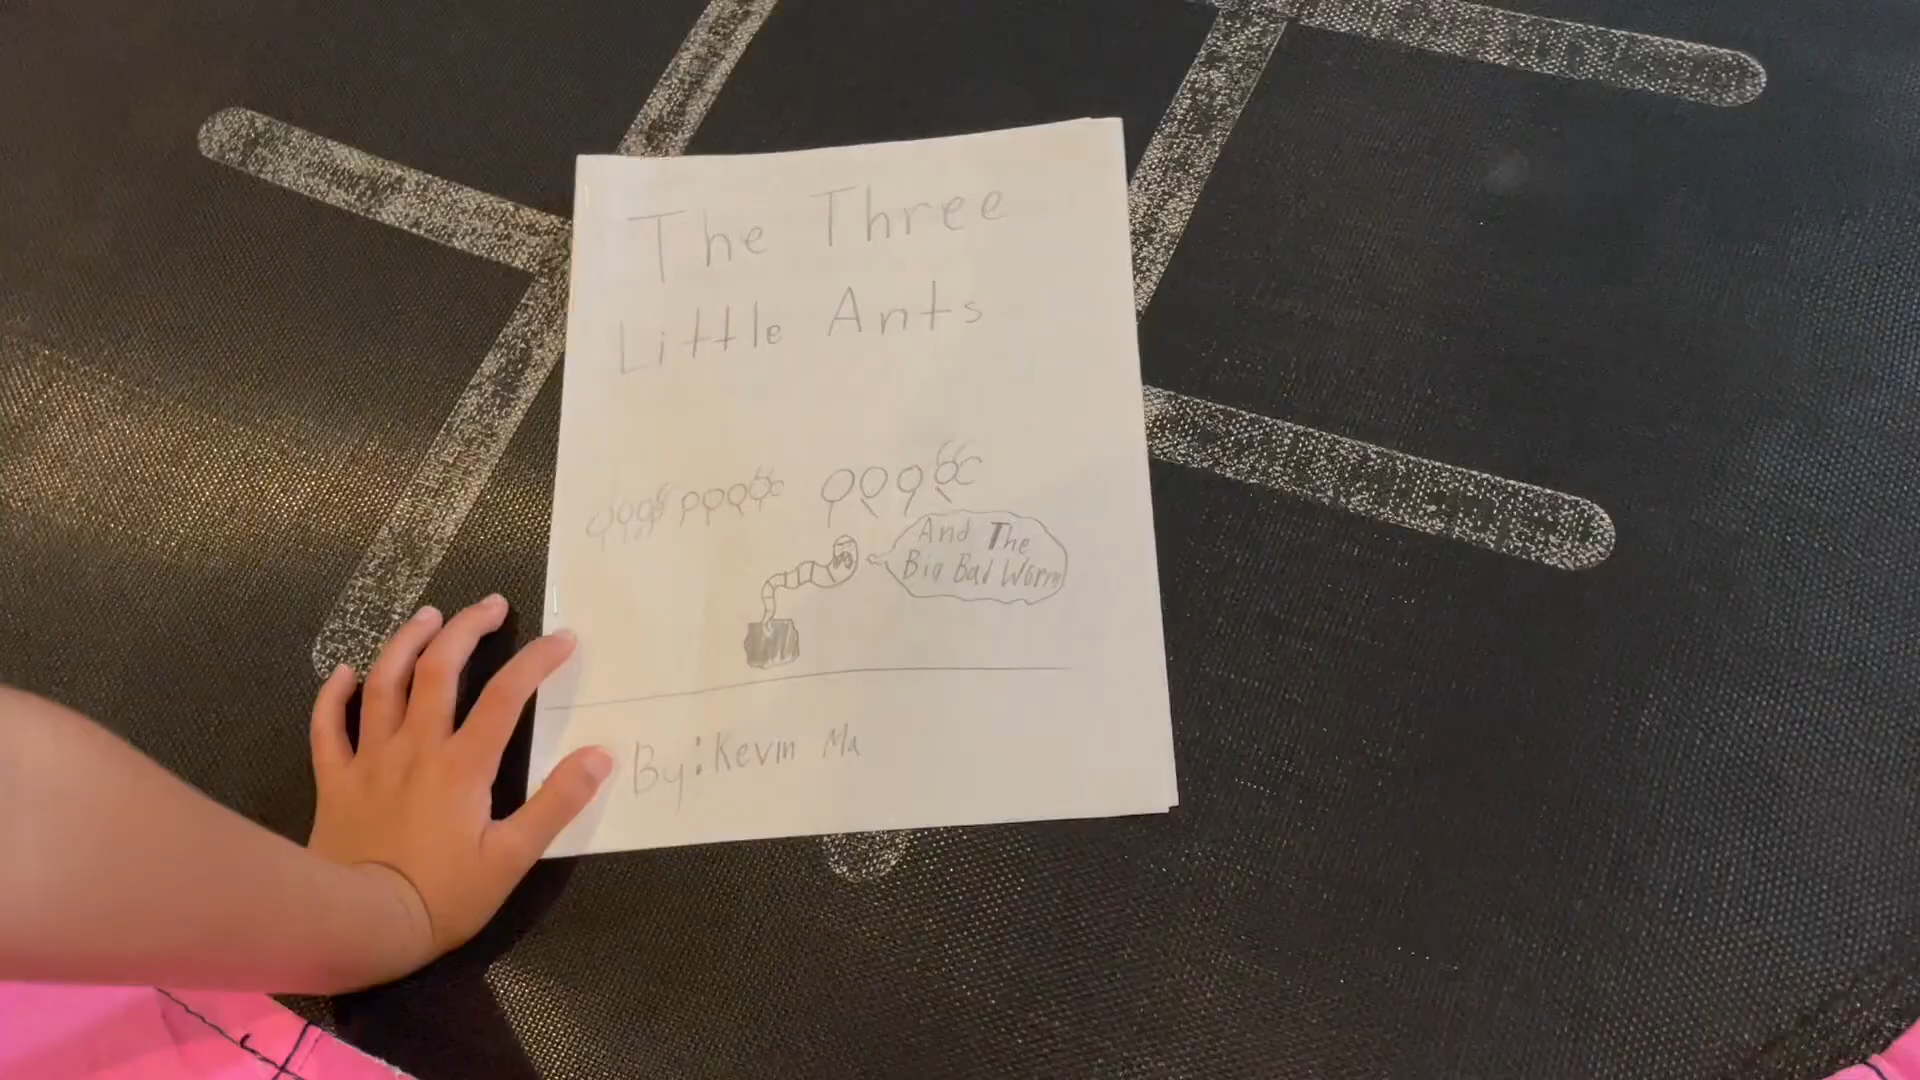 The Three
Little Ants
And The
Big Bad Worm
By: Kevin Ma